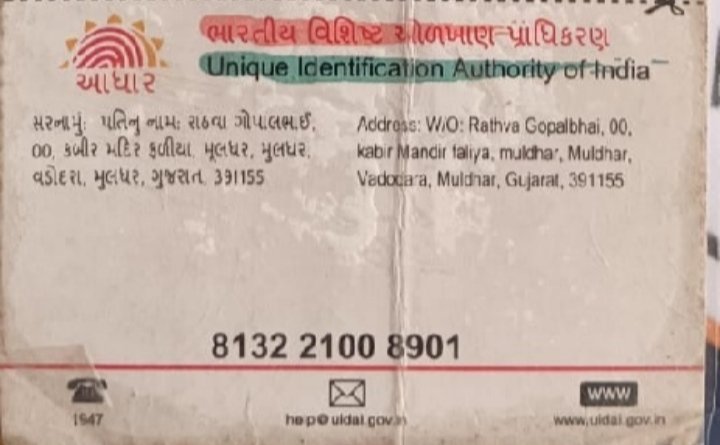 ભારતીય વિશિષ્ટ ઓળખાણ પ્રાધિકરણ
Unique Identification Authority of India
આધાર
સરનામું: પતિનું નામ: રાઠવા ગોપાલભાઈ,
00, કબીર મંદિર ફળીયા, મૂલધર, મુલધર,
વડોદરા, મુલધર, ગુજરાત, 391155
Address: W/O: Rathva Gopalbhai, 00,
kabir Mandir faliya, muldhar, Muldhar,
Vadodara, Muldhar, Gujarat, 391155
8132 2100 8901
1947
help@uidai.gov.in
WWW
www.uidai.gov.in